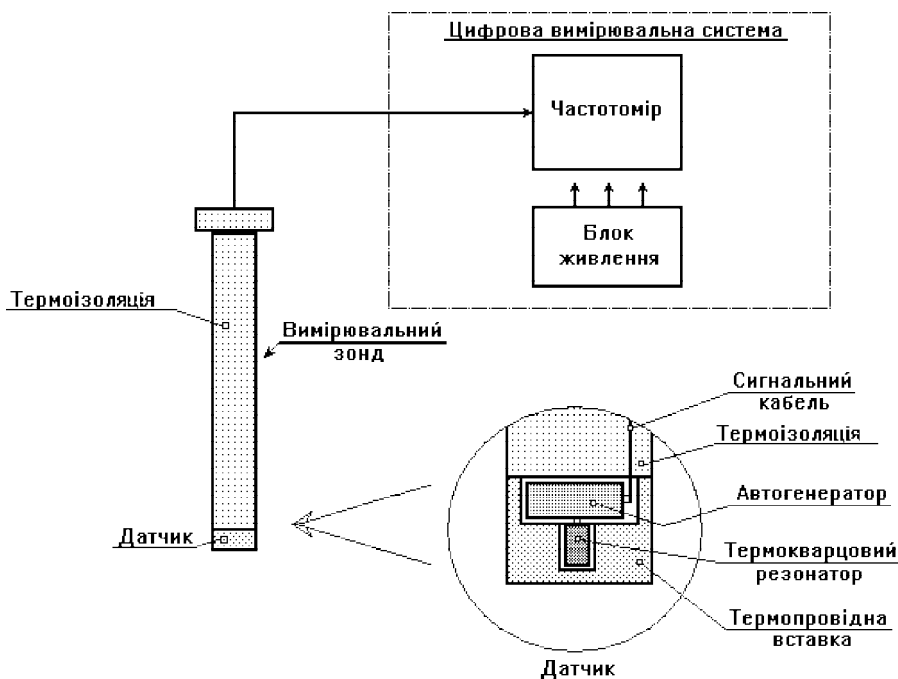 Цифрова вимірювальна система
Частотомір
Блок
живлення
Термоізоляція
Вимірювальний
зонд
Датчик
Сигнальний
кабель
Термоізоляція
Автогенератор
Термокварцовий
резонатор
Термопровідна
вставка
Датчик